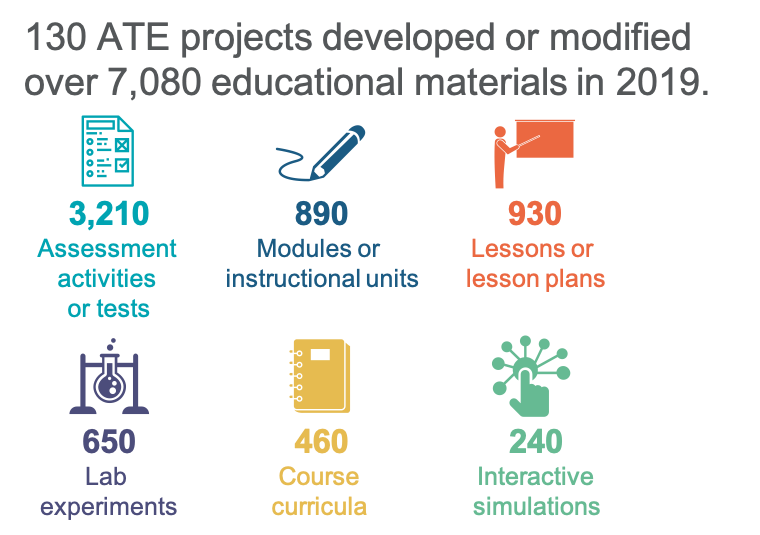 130 ATE projects developed or modified
over 7,080 educational materials in 2019.
3,210
Assessment
activities
or tests
890
Modules or
instructional units
930
Lessons or
lesson plans
650
Lab
experiments
460
Course
curricula
240
Interactive
simulations